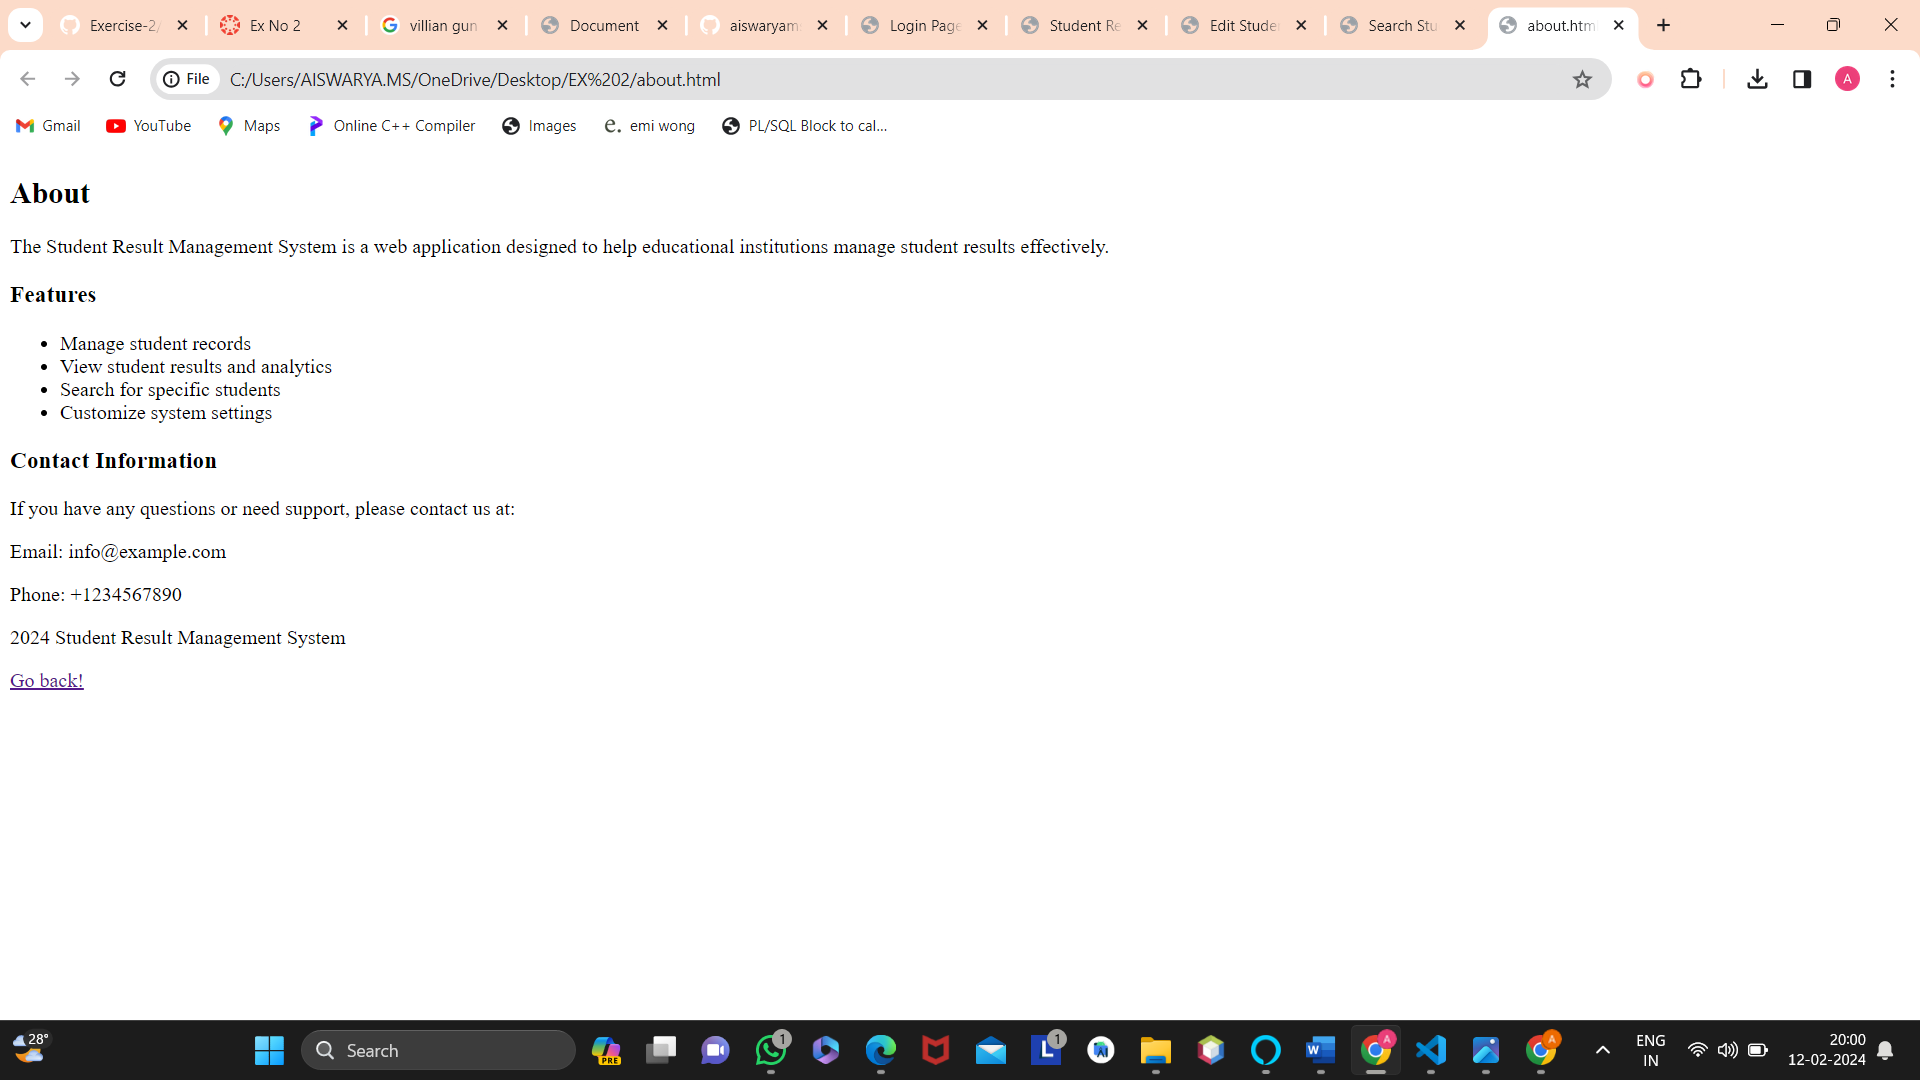 Exercise-2/
Ex No 2
villian gun
Document
aiswaryam
Login Page
Student Re
Edit Stude
Search Stu
about.htm
File
C:/Users/AISWARYA.MS/OneDrive/Desktop/EX%202/about.html
A
Gmail
YouTube
Maps
Online C++ Compiler
Images
e. emi wong
PL/SQL Block to cal...
About
The Student Result Management System is a web application designed to help educational institutions manage student results effectively.
Features
• Manage student records
• View student results and analytics
• Search for specific students
• Customize system settings
Contact Information
If you have any questions or need support, please contact us at:
Email: info@example.com
Phone: +1234567890
2024 Student Result Management System
Go back!
28°
Search
PRE
1
L
1
W
A
A
ENG
IN
20:00
12-02-2024